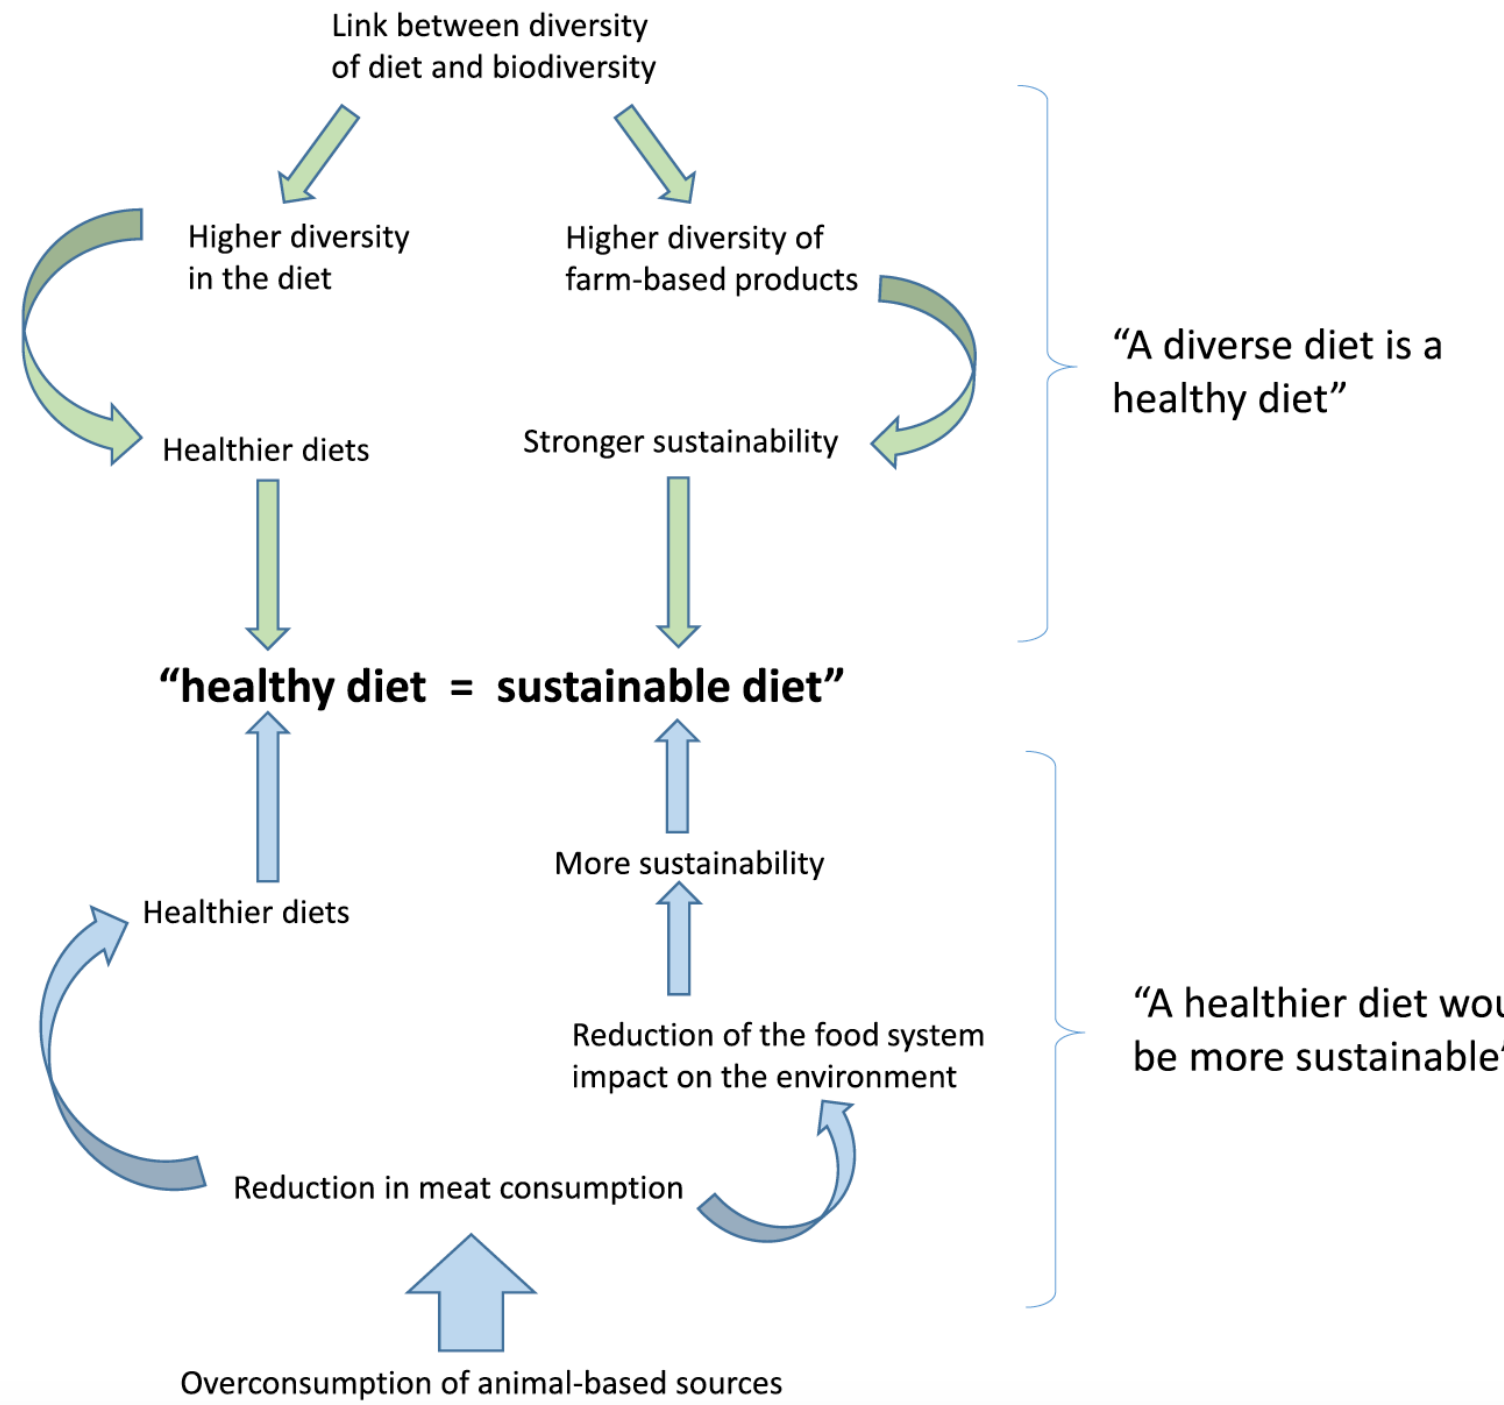 Link between diversity
of diet and biodiversity
Higher diversity
in the diet
Higher diversity of
farm-based products
“A diverse diet is a
healthy diet”
Healthier diets
Stronger sustainability
“healthy diet = sustainable diet”
More sustainability
Healthier diets
“A healthier diet
be more sustainable
Reduction of the food system
impact on the environment
Reduction in meat consumption
Overconsumption of animal-based sources